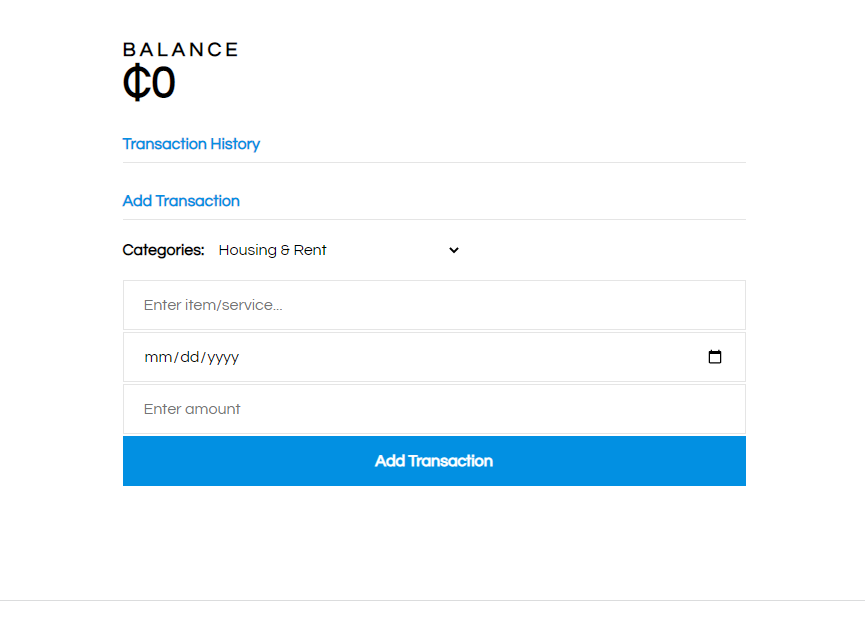 BALANCE
₵0
Transaction History
Add Transaction
Categories: Housing & Rent
Enter item/service...
mm/dd/yyyy
Enter amount
Add Transaction